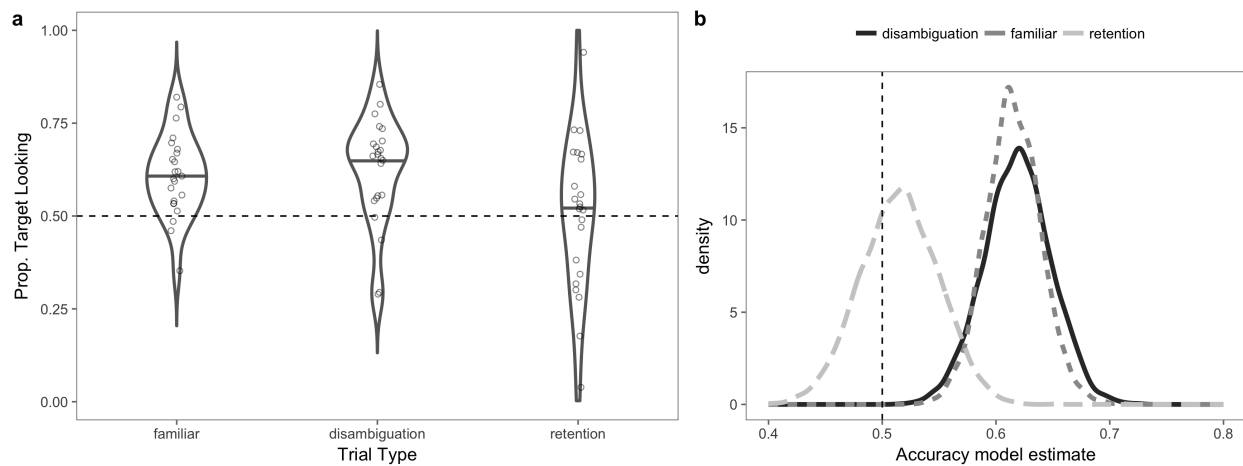 a
Prop. Target Looking
1.00
0.75
0.50
0.25
0.00
familiar disambiguation retention
Trial Type
b
disambiguation familiar retention
density
15
10
5
0
0.4 0.5 0.6 0.7 0.8
Accuracy model estimate